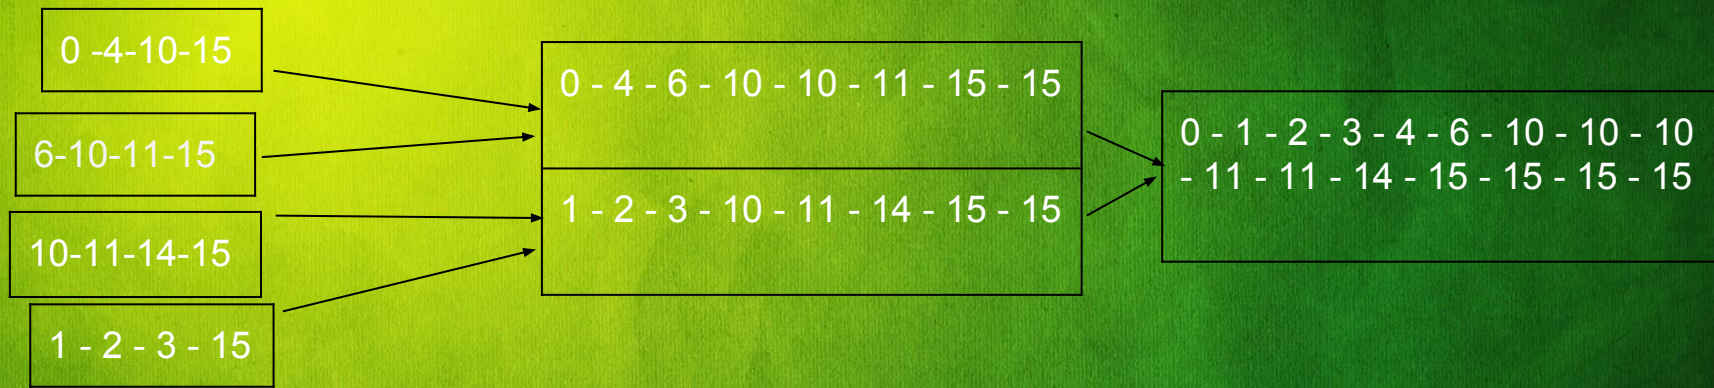 0 -4-10-15
6-10-11-15
10-11-14-15
1 - 2 - 3 - 15
0 - 4 - 6 - 10 - 10 - 11 - 15 - 15
1 - 2 - 3 - 10 - 11 - 14 - 15 - 15
0 - 1 - 2 - 3 - 4 - 6 - 10 - 10 - 10
- 11 - 11 - 14 - 15 - 15 - 15 - 15